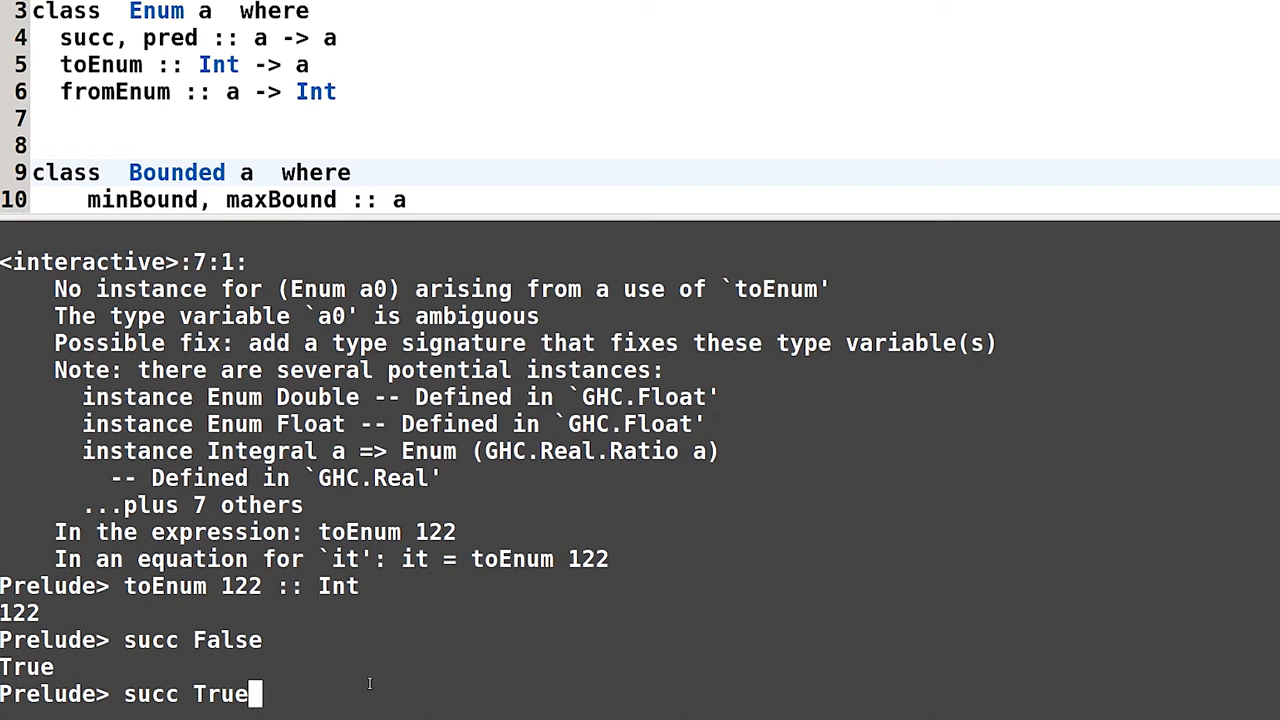 3 class  Enum a  where
4   succ, pred :: a -> a
5   toEnum :: Int -> a
6   fromEnum :: a -> Int
7
8
9 class  Bounded a  where
10     minBound, maxBound :: a
<interactive>:7:1:
    No instance for (Enum a0) arising from a use of `toEnum'
    The type variable `a0' is ambiguous
    Possible fix: add a type signature that fixes these type variable(s)
    Note: there are several potential instances:
      instance Enum Double -- Defined in `GHC.Float'
      instance Enum Float -- Defined in `GHC.Float'
      instance Integral a => Enum (GHC.Real.Ratio a)
        -- Defined in `GHC.Real'
      ...plus 7 others
    In the expression: toEnum 122
    In an equation for `it': it = toEnum 122
Prelude> toEnum 122 :: Int
122
Prelude> succ False
True
Prelude> succ True